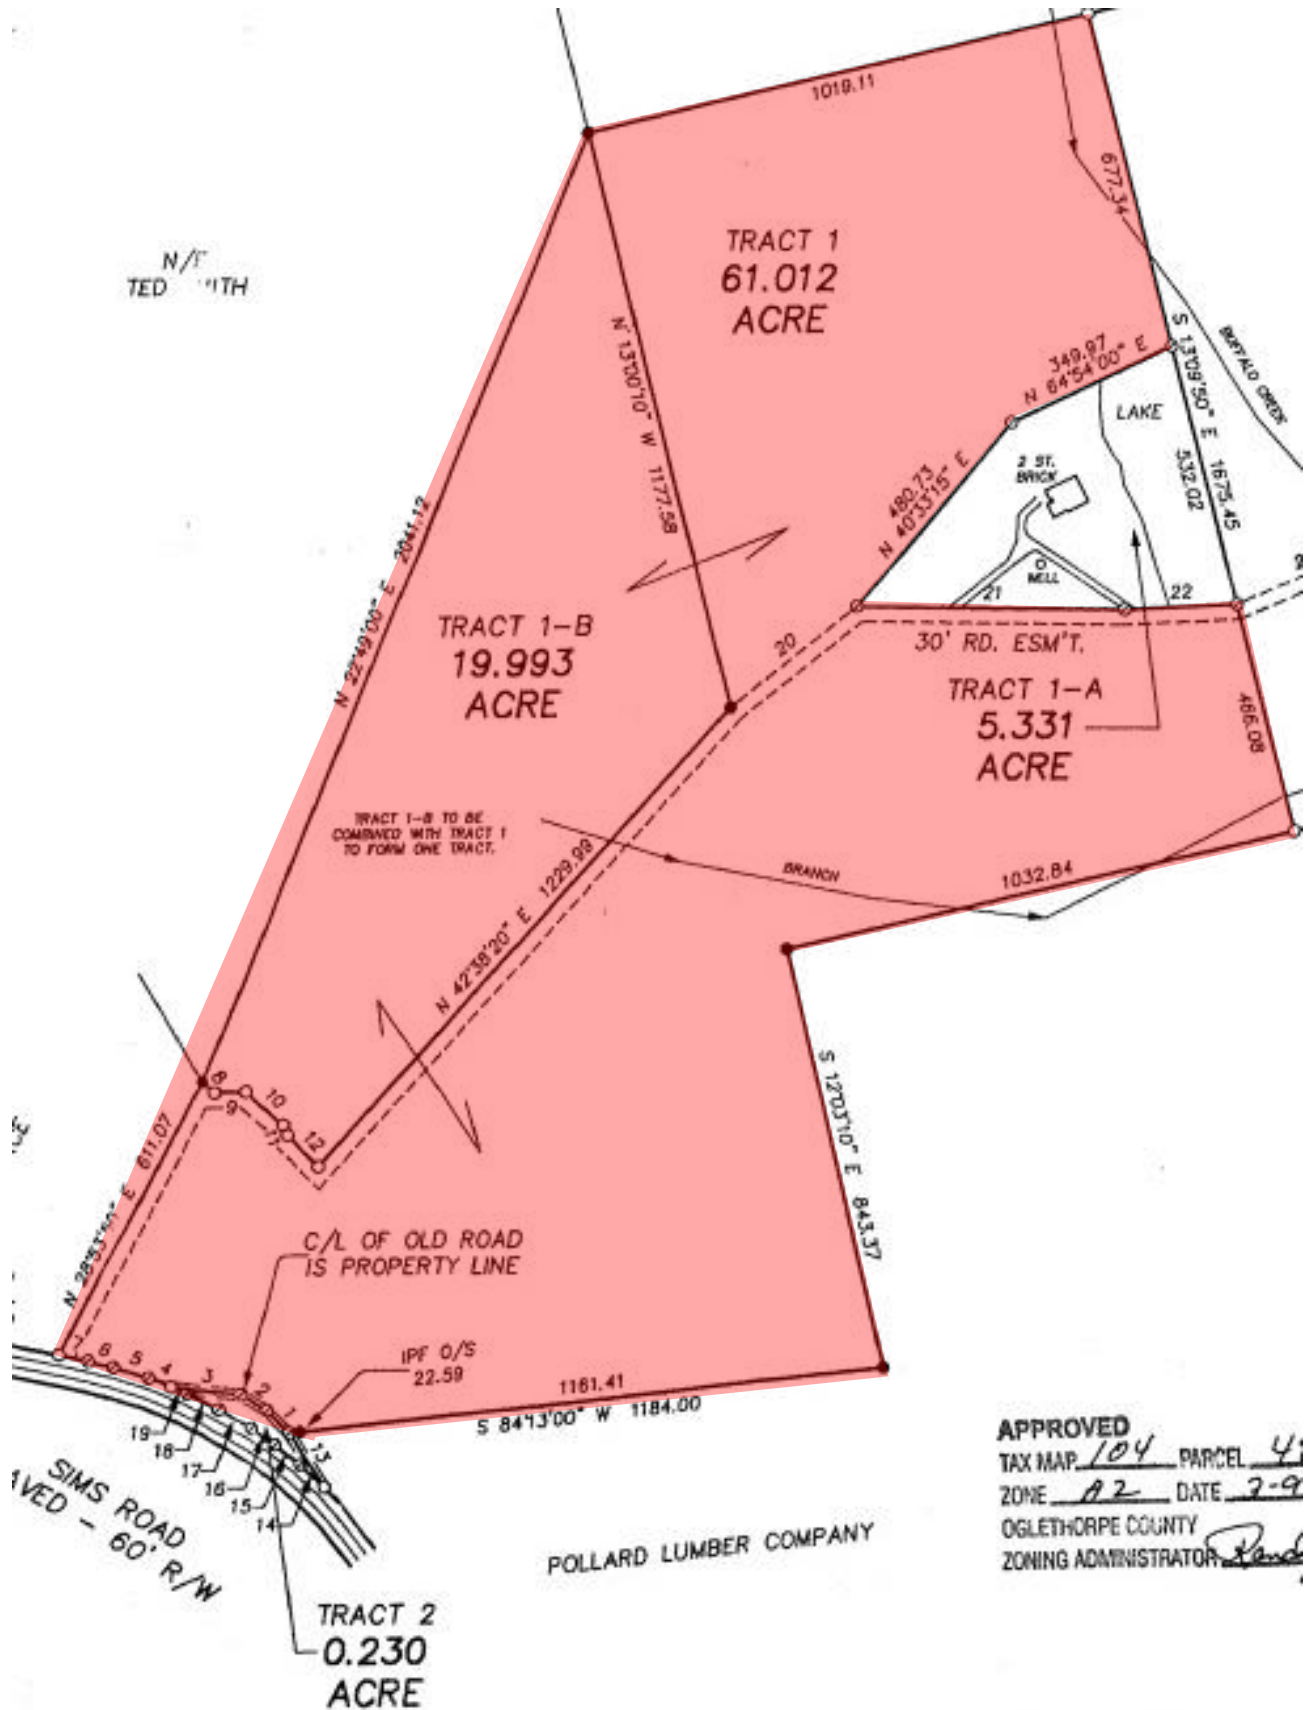 1019.11
677.34
N/F
TED
TRACT 1
61.012
ACRE
N 13°00'10" W 1177.58
349.97
N 64°54'00" E
S 13°09'50" E 1675.45
532.02
BUFFALO CREEK
LAKE
2 ST.
BRICK
480.73
N 40°33'15" E
WELL
21
22
20
30' RD. ESM'T.
N 22°49'00" E 2041.12
TRACT 1-B
19.993
ACRE
TRACT 1-A
5.331
ACRE
486.08
TRACT 1-B TO BE
COMBINED WITH TRACT 1
TO FORM ONE TRACT.
N 42°38'20" E 1229.99
BRANCH
1032.84
8
9
10
11
12
N 28°53'50" E 611.07
S 12°03'10" E 843.37
C/L OF OLD ROAD
IS PROPERTY LINE
IPF O/S
22.59
7
6
5
4
3
2
1
1161.41
S 84°13'00" W 1184.00
13
19
18
17
16
15
14
SIMS ROAD
AVED - 60' R/W
POLLARD LUMBER COMPANY
TRACT 2
0.230
ACRE
APPROVED
TAX MAP 104 PARCEL
ZONE A2 DATE
OGLETHORPE COUNTY
ZONING ADMINISTRATOR